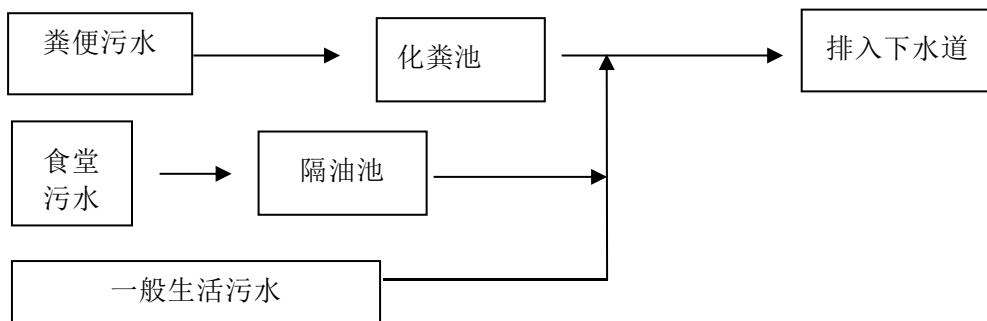 粪便污水
化粪池
排入下水道
食堂
污水
隔油池
一般生活污水